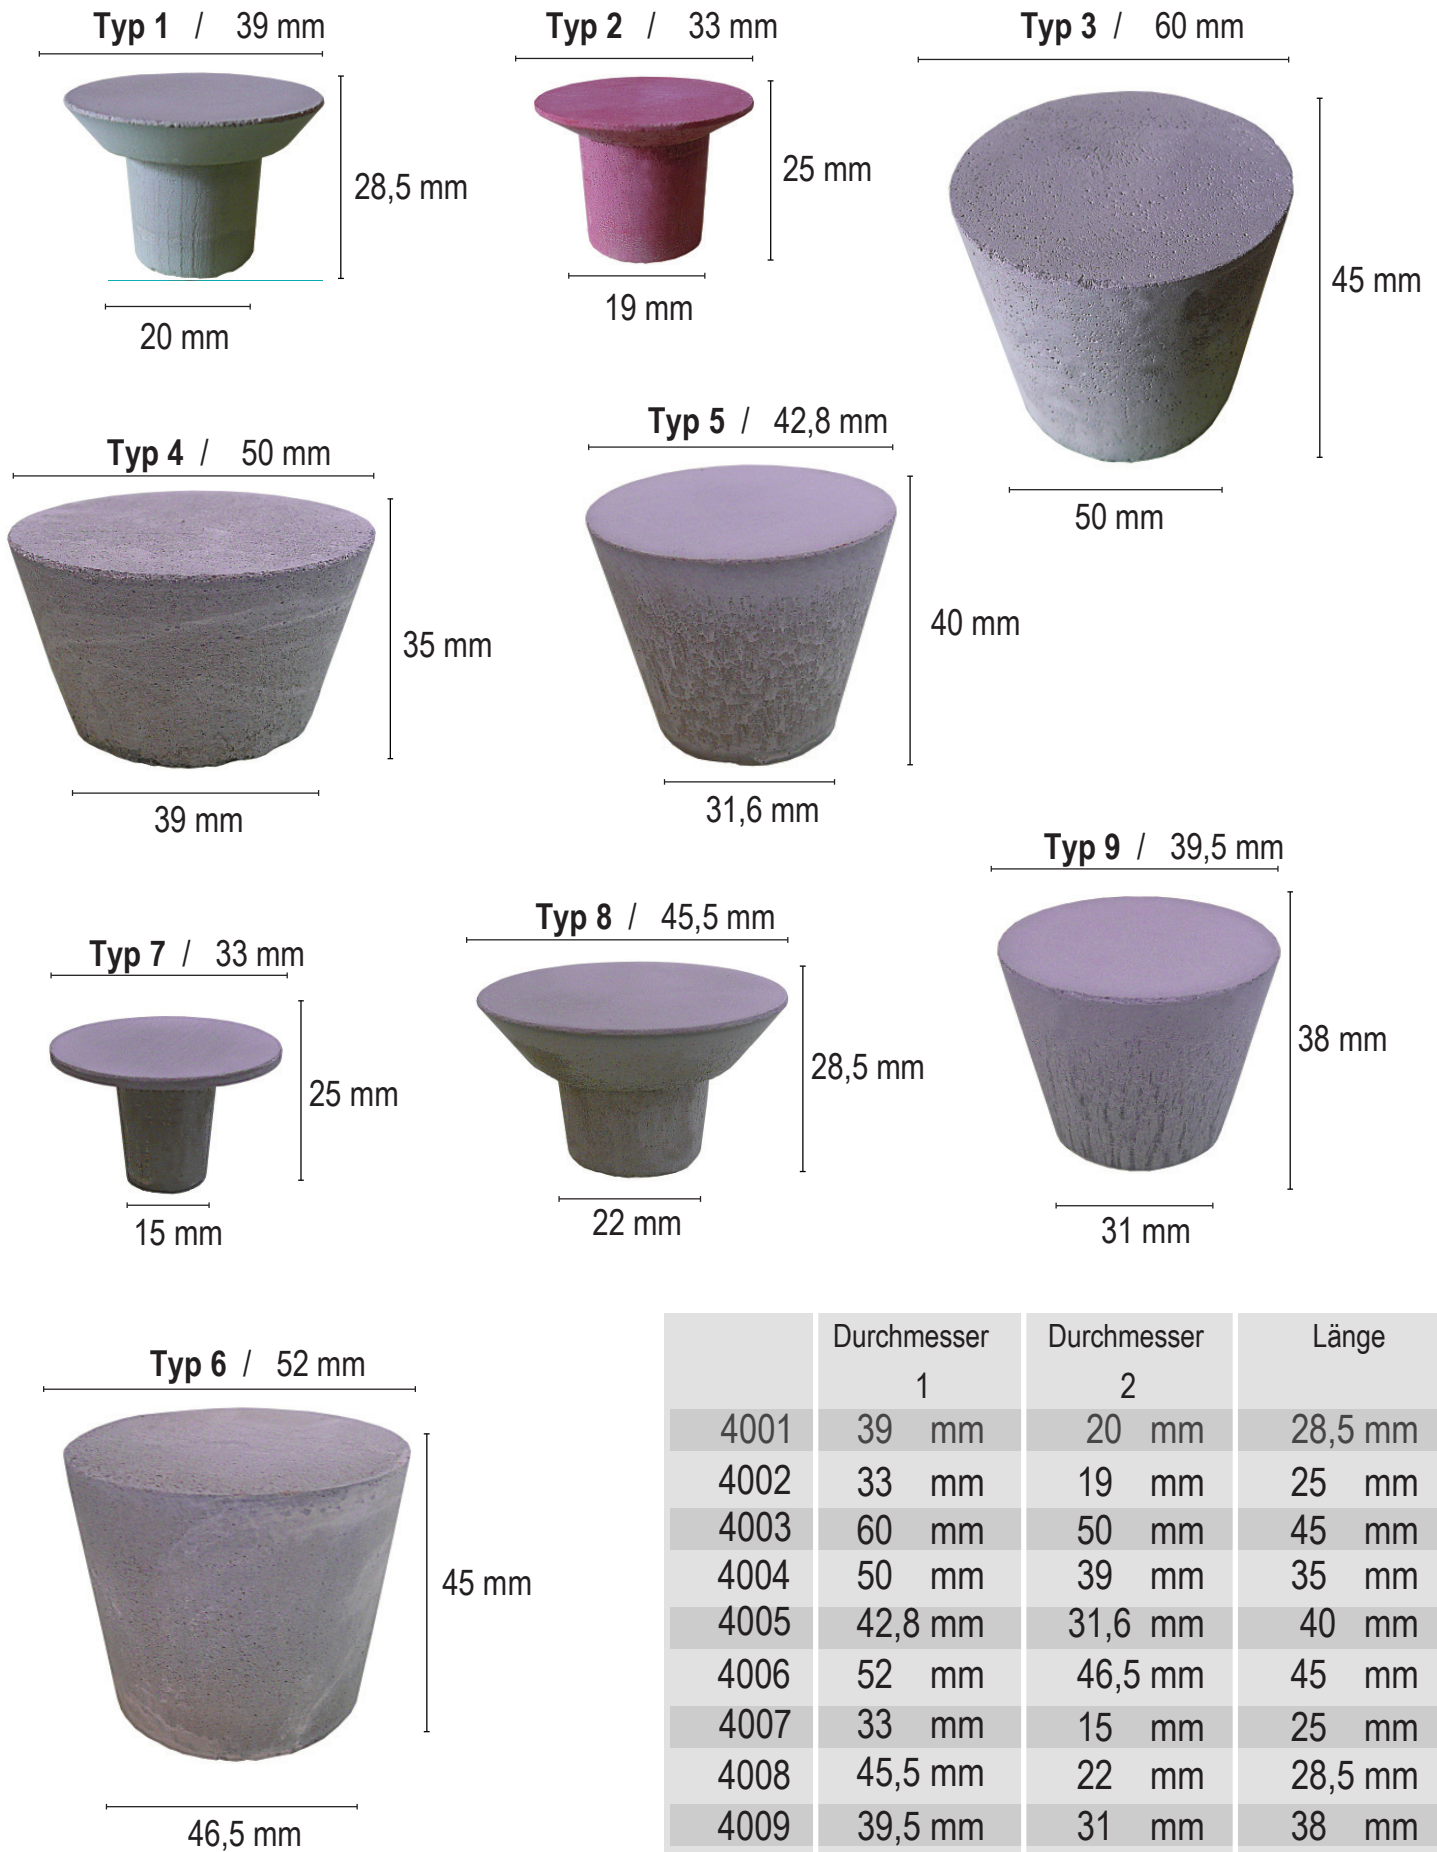 Typ 1 / 39 mm
28,5 mm
20 mm
Typ 2 / 33 mm
25 mm
19 mm
Typ 3 / 60 mm
45 mm
50 mm
Typ 4 / 50 mm
35 mm
39 mm
Typ 5 / 42,8 mm
40 mm
31,6 mm
Typ 7 / 33 mm
25 mm
15 mm
Typ 8 / 45,5 mm
28,5 mm
22 mm
Typ 9 / 39,5 mm
38 mm
31 mm
Typ 6 / 52 mm
45 mm
46,5 mm
Durchmesser Durchmesser Länge
1 2
4001 39 mm 20 mm 28,5 mm
4002 33 mm 19 mm 25 mm
4003 60 mm 50 mm 45 mm
4004 50 mm 39 mm 35 mm
4005 42,8 mm 31,6 mm 40 mm
4006 52 mm 46,5 mm 45 mm
4007 33 mm 15 mm 25 mm
4008 45,5 mm 22 mm 28,5 mm
4009 39,5 mm 31 mm 38 mm